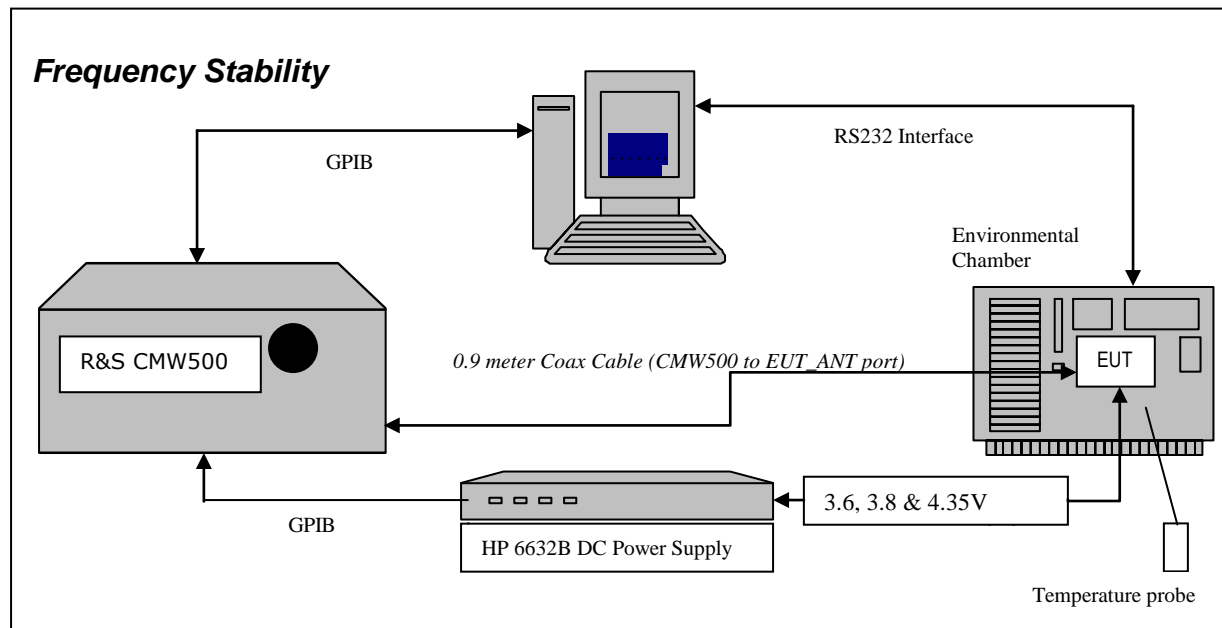 Frequency Stability
GPIB
RS232 Interface
Environmental
Chamber
R&S CMW500
0.9 meter Coax Cable (CMW500 to EUT_ANT port)
EUT
GPIB
3.6, 3.8 & 4.35V
HP 6632B DC Power Supply
Temperature probe